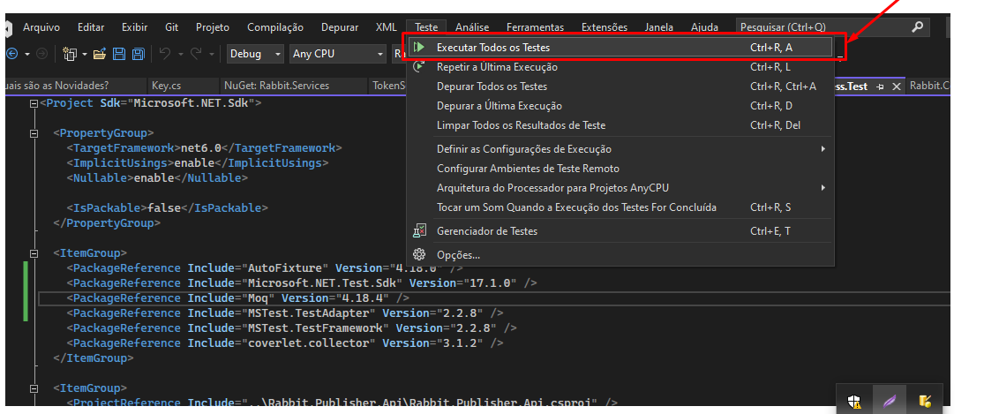 Arquivo Editar Exibir Git Projeto Compilação Depurar XML Teste Análise Ferramentas Extensões Janela Ajuda Pesquisar (Ctrl+Q)
Debug Any CPU
uais são as Novidades? Key.cs NuGet: Rabbit.Services TokenS ss.Test Rabbit.C
Executar Todos os Testes Ctrl+R, A
Repetir a Última Execução Ctrl+R, L
Depurar Todos os Testes Ctrl+R, Ctrl+A
Depurar a Última Execução Ctrl+R, D
Limpar Todos os Resultados de Teste Ctrl+R, Del
Definir as Configurações de Execução
Configurar Ambientes de Teste Remoto
Arquitetura do Processador para Projetos AnyCPU
Tocar um Som Quando a Execução dos Testes For Concluída Ctrl+R, S
Gerenciador de Testes Ctrl+E, T
Opções...
<Project Sdk="Microsoft.NET.Sdk">
<PropertyGroup>
<TargetFramework>net6.0</TargetFramework>
<ImplicitUsings>enable</ImplicitUsings>
<Nullable>enable</Nullable>
<IsPackable>false</IsPackable>
</PropertyGroup>
<ItemGroup>
<PackageReference Include="AutoFixture" Version="4.18.0" />
<PackageReference Include="Microsoft.NET.Test.Sdk" Version="17.1.0" />
<PackageReference Include="Moq" Version="4.18.4" />
<PackageReference Include="MSTest.TestAdapter" Version="2.2.8" />
<PackageReference Include="MSTest.TestFramework" Version="2.2.8" />
<PackageReference Include="coverlet.collector" Version="3.1.2" />
</ItemGroup>
<ItemGroup>
<ProjectReference Include="..\Rabbit.Publisher.Api\Rabbit.Publisher.Api.csproj" />